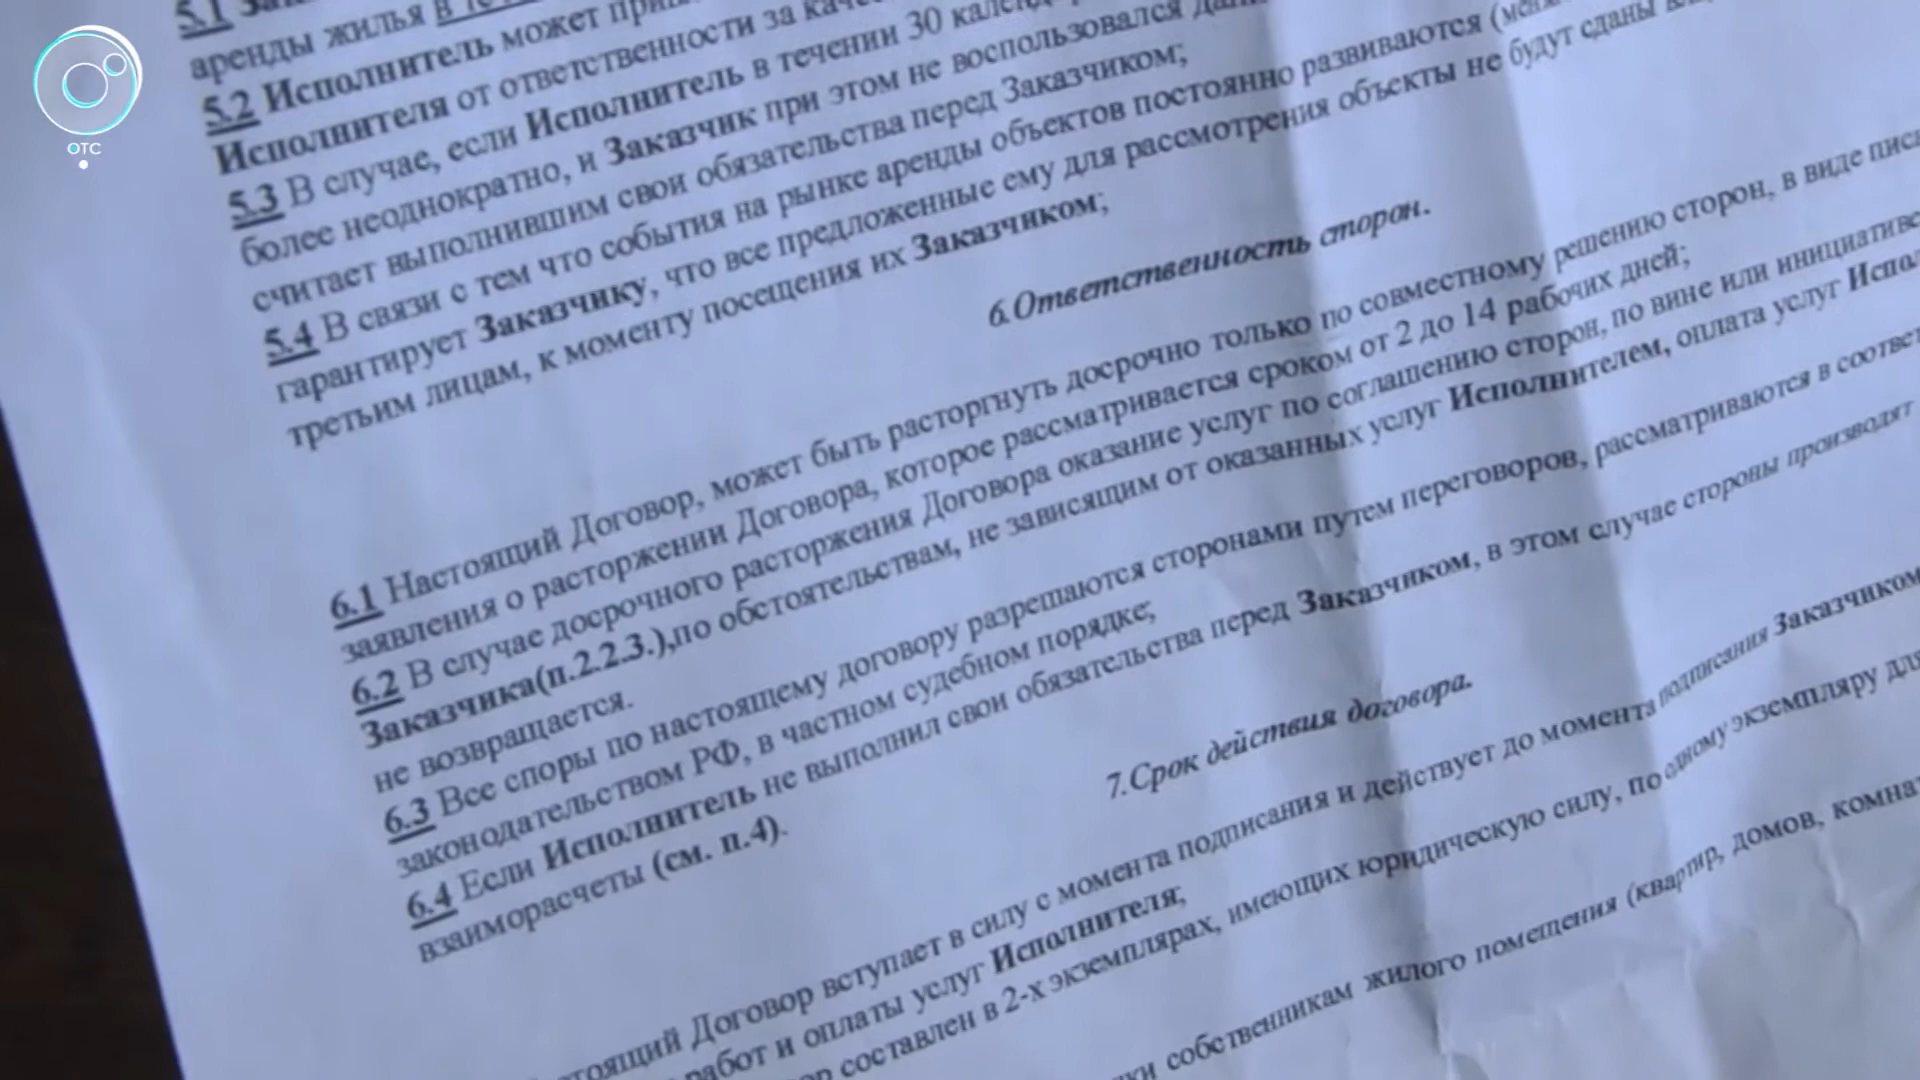 ОТС
5.1
аренды жилья
5.2 Исполнитель может
Исполнителя от ответственности за
5.3 В случае, если Исполнитель в течении 30
более неоднократно, и Заказчик при этом не воспользовался
считает выполнившим свои обязательства перед Заказчиком;
5.4 В связи с тем что события на рынке аренды объектов постоянно развиваются
гарантирует Заказчику, что все предложенные ему для рассмотрения объекты не будут сданы
третьим лицам, к моменту посещения их Заказчиком;
6.Ответственность сторон.
6.1 Настоящий Договор, может быть расторгнуть досрочно только по совместному решению сторон, в виде
заявления о расторжении Договора, которое рассматривается сроком от 2 до 14 рабочих дней;
6.2 В случае досрочного расторжения Договора оказание услуг по соглашению сторон, по вине или
Заказчика(п.2.2.3.),по обстоятельствам, не зависящим от оказанных услуг Исполнителем, оплата услуг
не возвращается.
6.3 Все споры по настоящему договору разрешаются сторонами путем переговоров, рассматриваются в
законодательством РФ, в частном судебном порядке;
6.4 Если Исполнитель не выполнил свои обязательства перед Заказчиком, в этом случае стороны производят
взаиморасчеты (см. п.4).
7.Срок действия договора.
Договор вступает в силу с момента подписания и действует до момента подписания Заказчиком
и оплаты услуг Исполнителя;
составлен в 2-х экземплярах, имеющих юридическую силу, по одному экземпляру для
собственникам жилого помещения (квартир, домов,